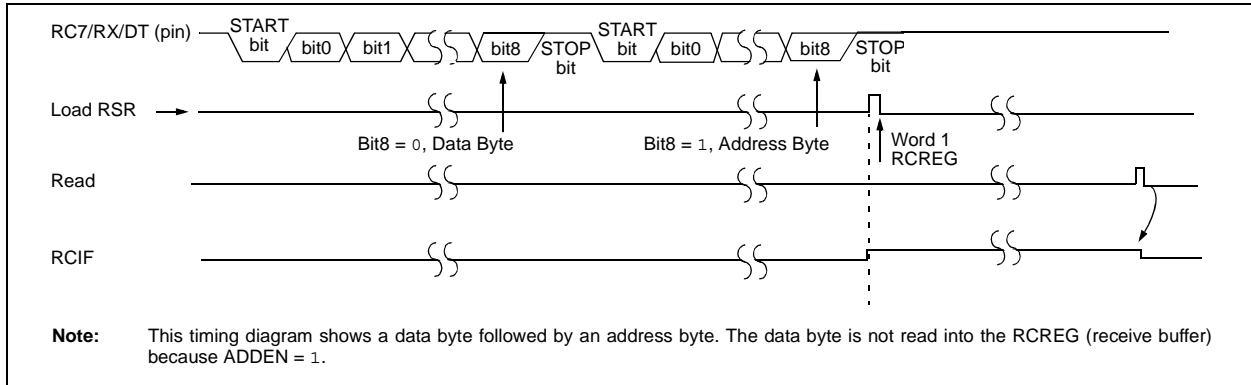 RC7/RX/DT (pin)
START
bit
bit0
bit1
bit8
STOP
bit
START
bit
bit0
bit8
STOP
bit
Load RSR
Bit8 = 0, Data Byte
Bit8 = 1, Address Byte
Word 1
RCREG
Read
RCIF
Note: This timing diagram shows a data byte followed by an address byte. The data byte is not read into the RCREG (receive buffer)
because ADDEN = 1.